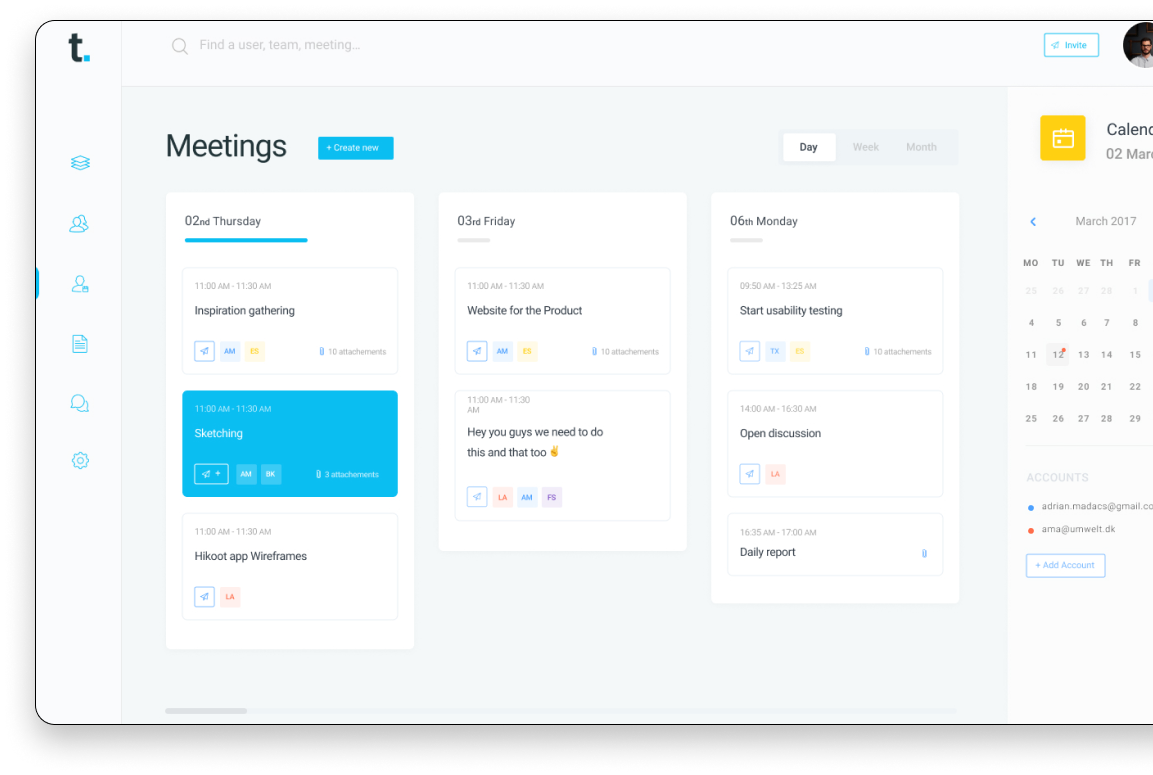 t.
Find a user, team, meeting...
Invite
Meetings
+ Create new
Day
Week
Month
02nd Thursday
11:00 AM - 11:30 AM
Inspiration gathering
AM
ES
10 attachements
11:00 AM - 11:30 AM
Sketching
+
AM
BK
3 attachements
11:00 AM - 11:30 AM
Hikoot app Wireframes
LA
03rd Friday
11:00 AM - 11:30 AM
Website for the Product
AM
ES
10 attachements
11:00 AM - 11:30
AM
Hey you guys we need to do
this and that too ✌
LA
AM
FS
06th Monday
09:50 AM - 13:25 AM
Start usability testing
TX
ES
10 attachements
14:00 AM - 16:30 AM
Open discussion
LA
16:35 AM - 17:00 AM
Daily report
Calend
02 Marc
March 2017
MO TU WE TH FR
25 26 27 28 1
4 5 6 7 8
11 12 13 14 15
18 19 20 21 22
25 26 27 28 29
ACCOUNTS
adrian.madacs@gmail.co
ama@umwelt.dk
+ Add Account